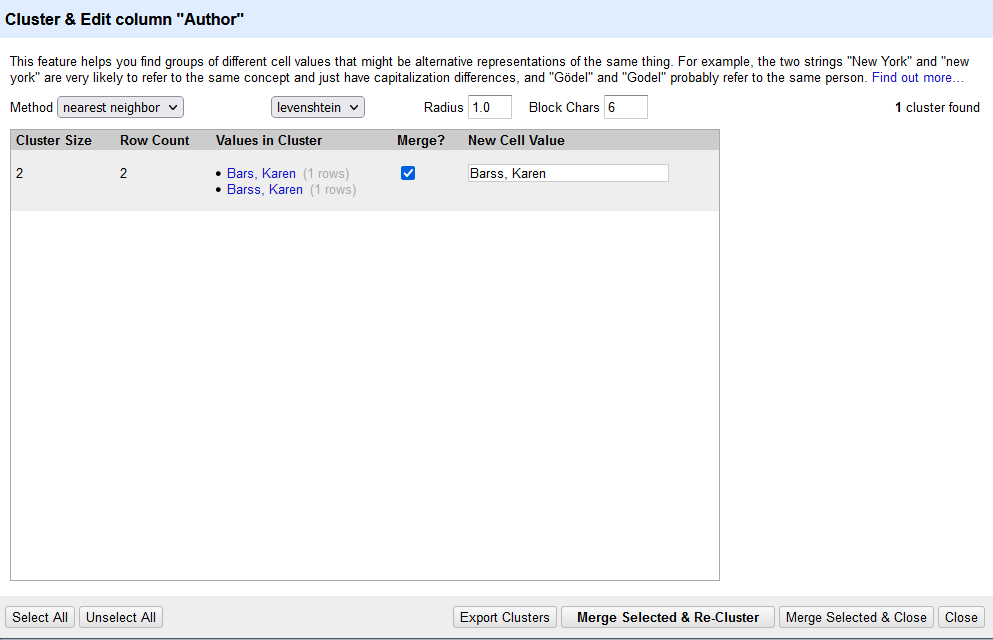 Cluster & Edit column "Author"
This feature helps you find groups of different cell values that might be alternative representations of the same thing. For example, the two strings "New York" and "new
york" are very likely to refer to the same concept and just have capitalization differences, and "Gödel" and "Godel" probably refer to the same person. Find out more…
Method nearest neighbor levenshtein Radius 1.0 Block Chars 6 1 cluster found
Cluster Size Row Count Values in Cluster Merge? New Cell Value
2 2 • Bars, Karen (1 rows) Barss, Karen
• Barss, Karen (1 rows)
Select All Unselect All Export Clusters Merge Selected & Re-Cluster Merge Selected & Close Close